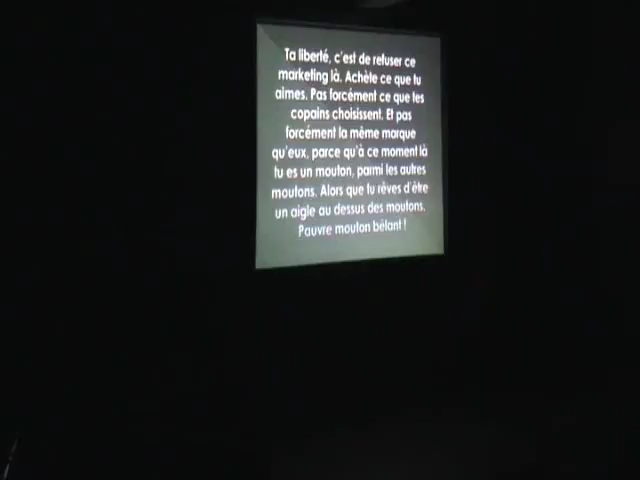 Ta liberté, c'est de refuser ce
marketing là. Achète ce que tu
aimes. Pas forcément ce que tes
copains choisissent. Et pas
forcément la même marque
qu'eux, parce qu'à ce moment là
tu es un mouton, parmi les autres
moutons. Alors que tu rêves d'être
un aigle au dessus des moutons.
Pauvre mouton bêlant !